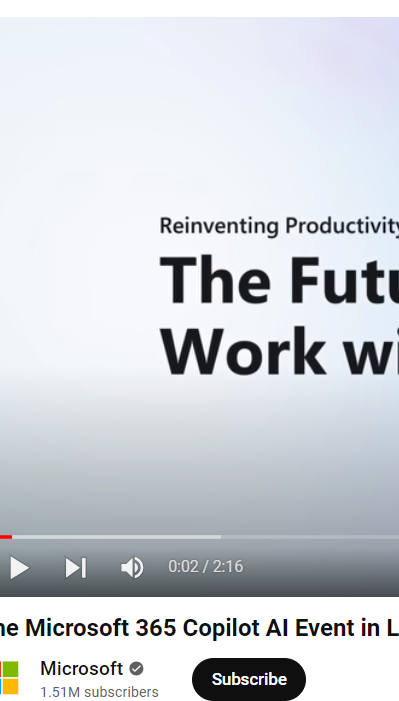 Reinventing Productivity
The Futu
Work wi
0:02 / 2:16
ne Microsoft 365 Copilot AI Event in L
Microsoft
1.51M subscribers
Subscribe